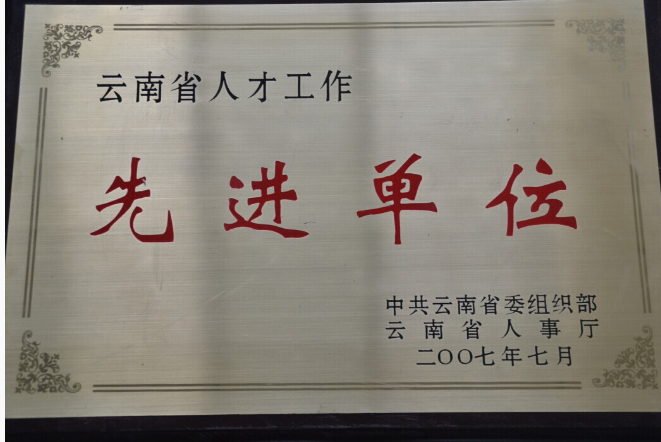 云南省人才工作
先进单位
中共云南省委组织部
云南省人事厅
二〇〇七年七月